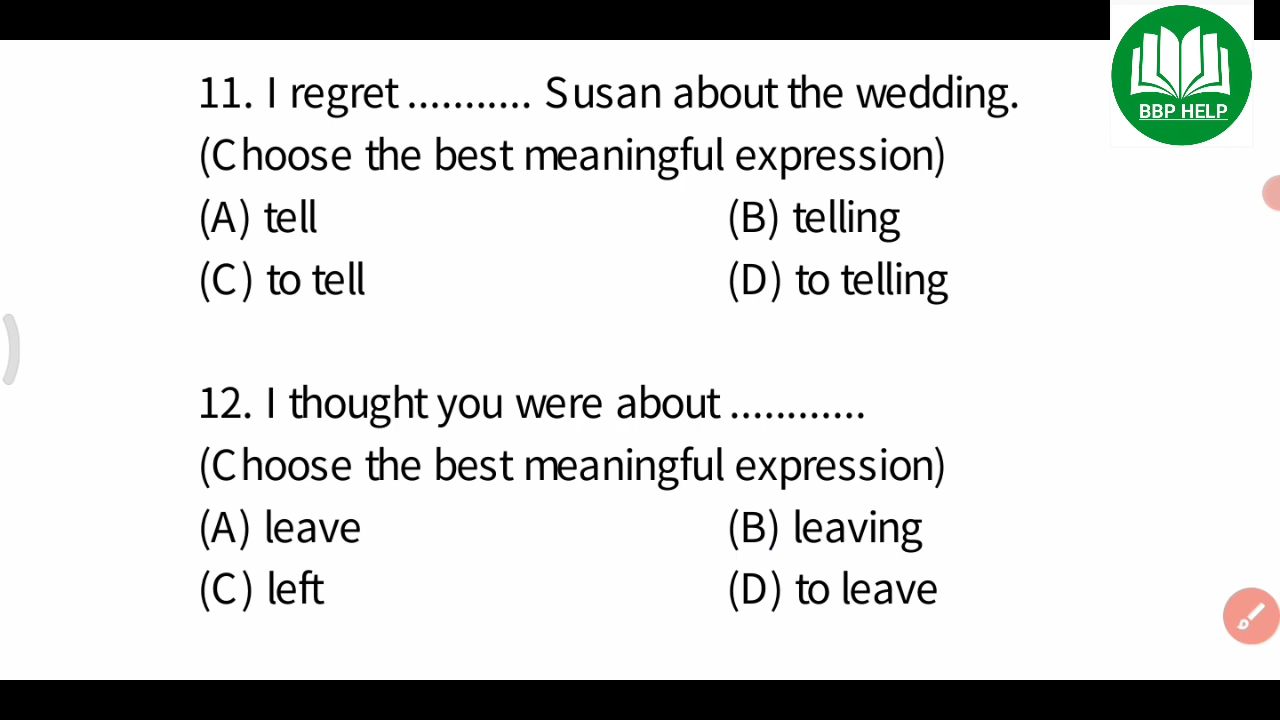 BBP HELP
11. I regret ........... Susan about the wedding.
(Choose the best meaningful expression)
(A) tell (B) telling
(C) to tell (D) to telling
12. I thought you were about ............
(Choose the best meaningful expression)
(A) leave (B) leaving
(C) left (D) to leave